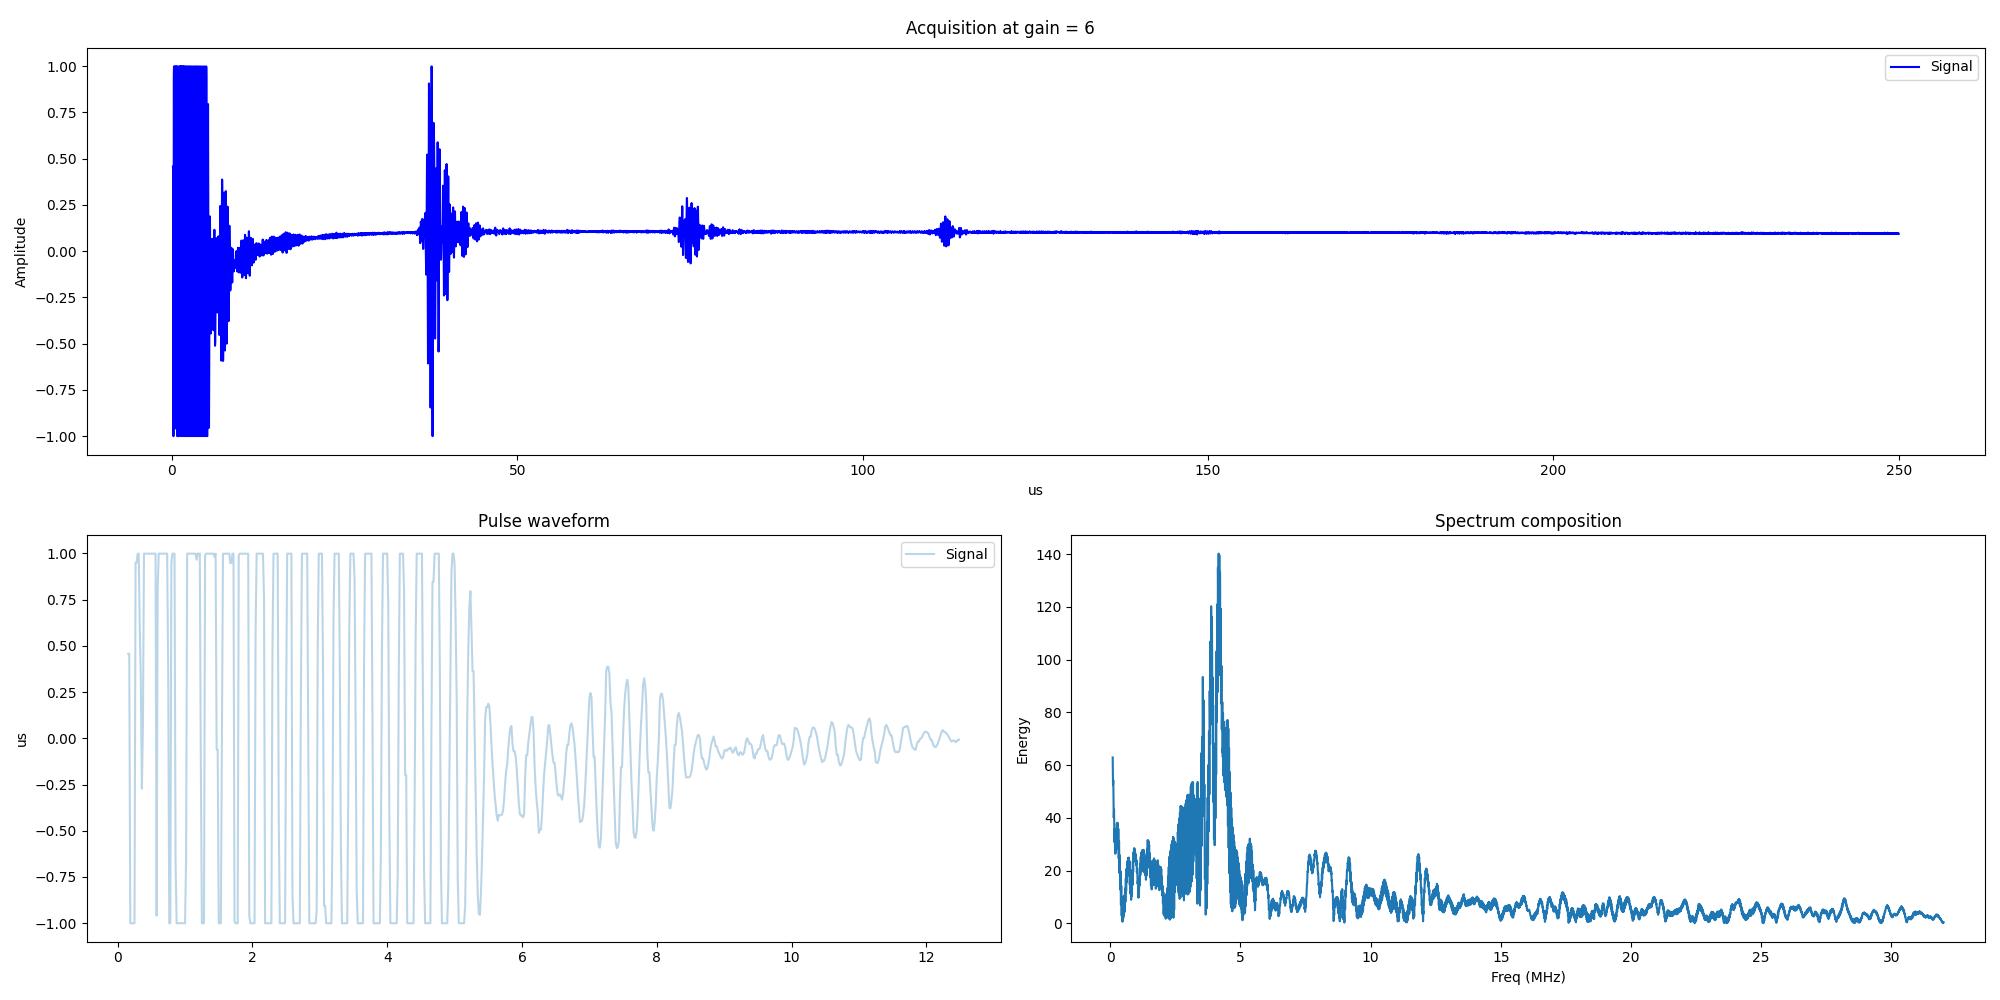 Acquisition at gain = 6
1.00
0.75
0.50
0.25
0.00
−0.25
−0.50
−0.75
−1.00
Amplitude
Signal
0 50 100 150 200 250
us
Pulse waveform
1.00
0.75
0.50
0.25
0.00
−0.25
−0.50
−0.75
−1.00
us
Signal
0 2 4 6 8 10 12
Spectrum composition
140
120
100
80
60
40
20
0
Energy
0 5 10 15 20 25 30
Freq (MHz)